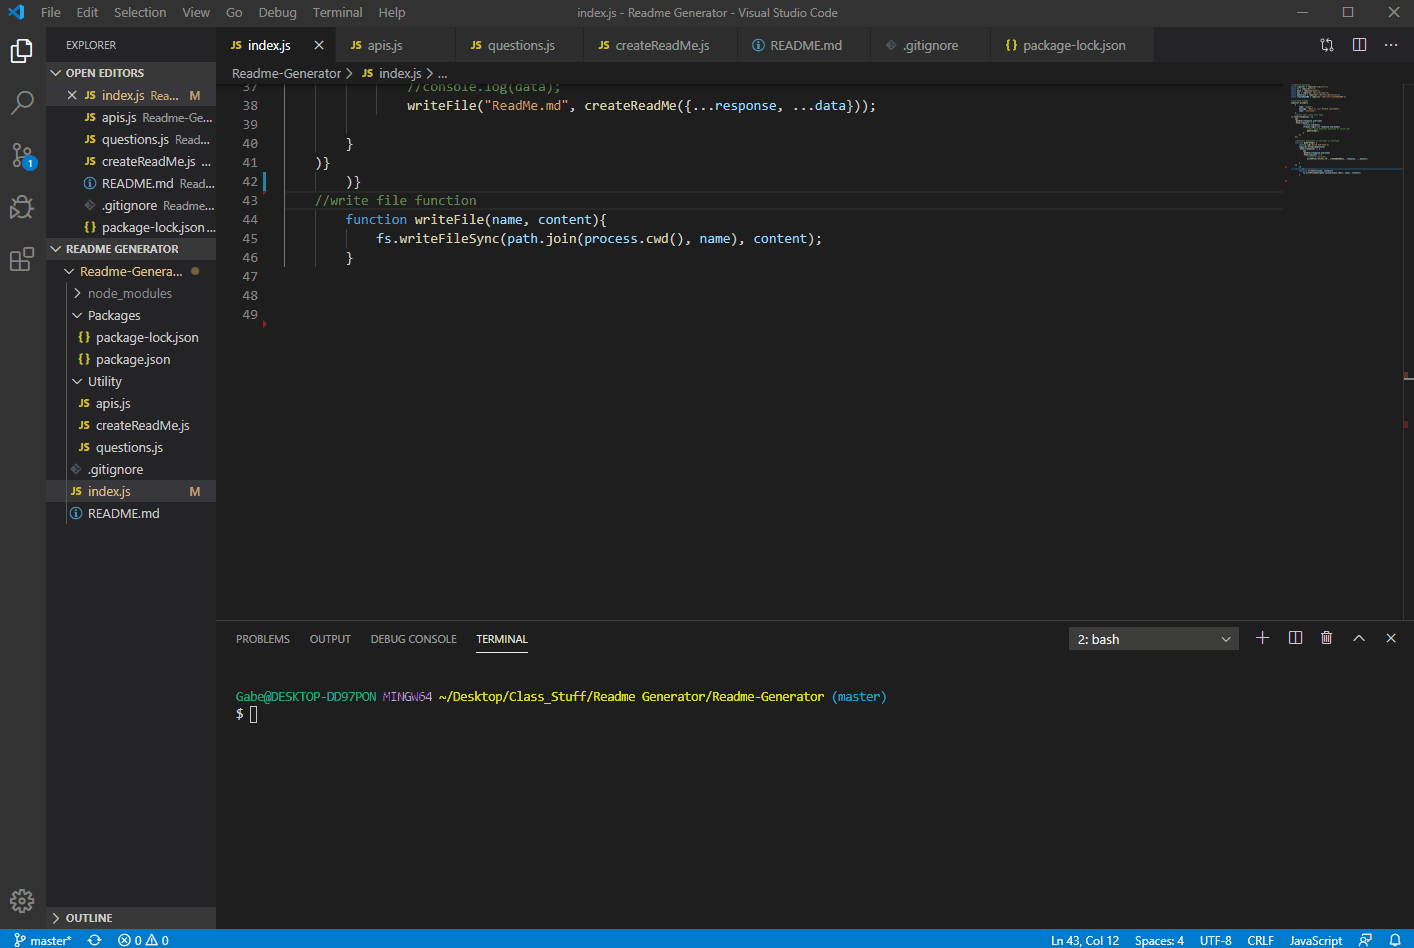 File Edit Selection View Go Debug Terminal Help index.js - Readme Generator - Visual Studio Code
EXPLORER
OPEN EDITORS
index.js Rea... M
JS apis.js Readme-Ge...
JS questions.js Read...
JS createReadMe.js ...
README.md Read...
.gitignore Readme...
{} package-lock.json ...
README GENERATOR
Readme-Genera...
node_modules
Packages
{} package-lock.json
{} package.json
Utility
JS apis.js
JS createReadMe.js
JS questions.js
.gitignore
JS index.js M
README.md
OUTLINE
JS index.js JS apis.js JS questions.js JS createReadMe.js README.md .gitignore {} package-lock.json
Readme-Generator > JS index.js > ...
37 //console.log(data);
38 writeFile("ReadMe.md", createReadMe({...response, ...data}));
39
40 }
41 )}
42 )}
43 //write file function
44 function writeFile(name, content){
45 fs.writeFileSync(path.join(process.cwd(), name), content);
46 }
47
48
49
PROBLEMS OUTPUT DEBUG CONSOLE TERMINAL 2: bash
Gabe@DESKTOP-DD97PON MINGW64 ~/Desktop/Class_Stuff/Readme Generator/Readme-Generator (master)
$
1
master* 0 0 Ln 43, Col 12 Spaces: 4 UTF-8 CRLF JavaScript